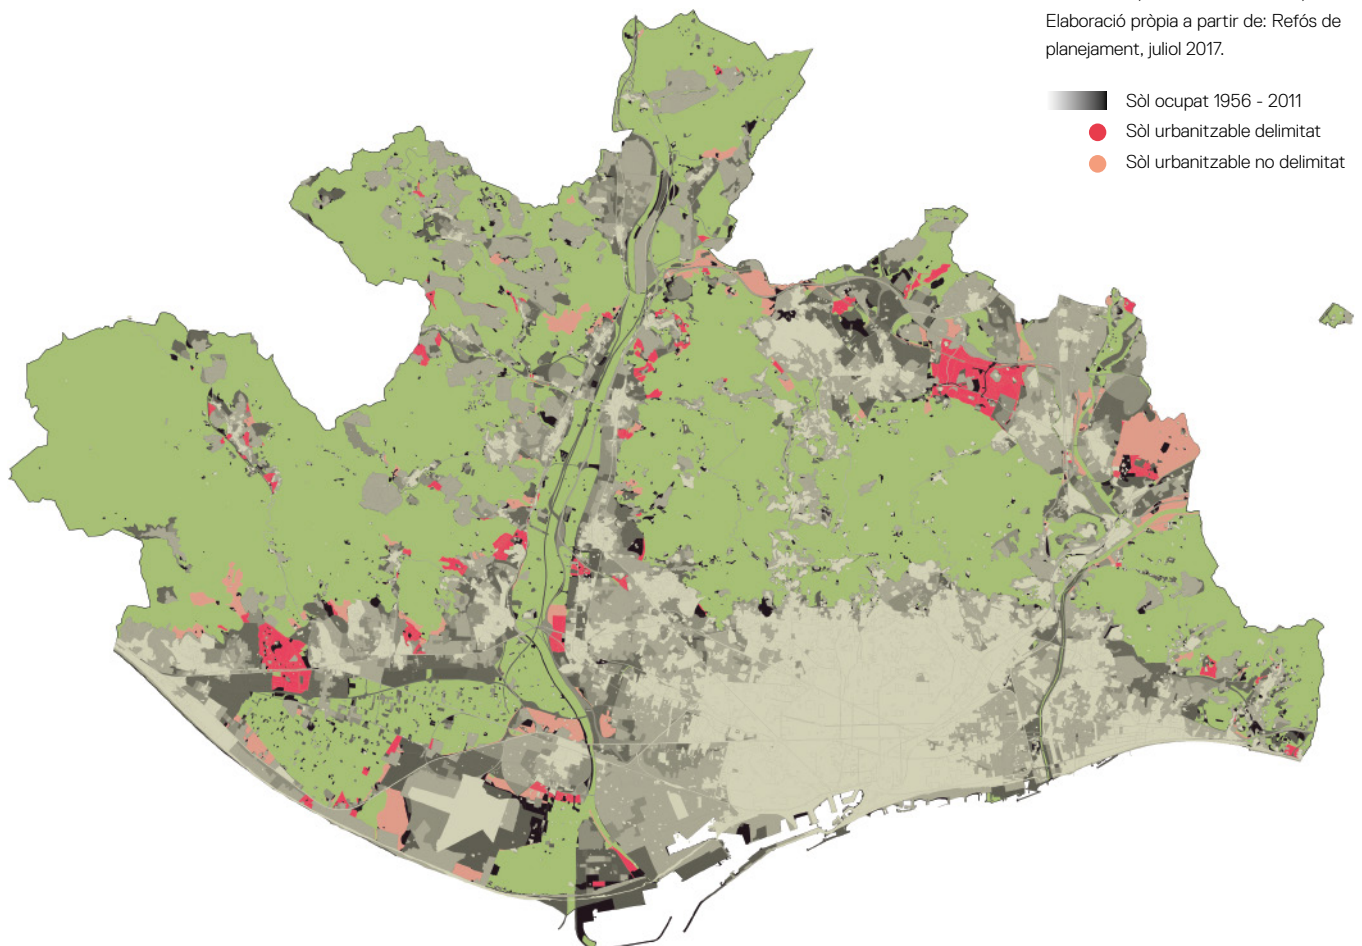 Elaboració pròpia a partir de: Refós de
planejament, juliol 2017.
Sòl ocupat 1956 - 2011
Sòl urbanitzable delimitat
Sòl urbanitzable no delimitat